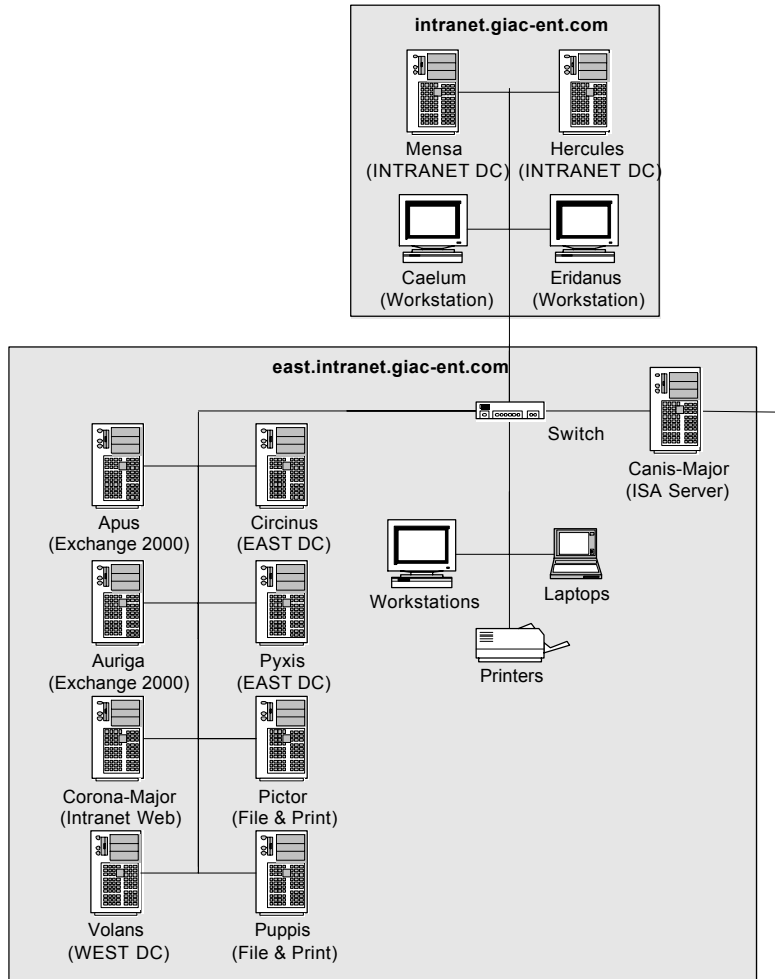 intranet.giac-ent.com
Mensa
(INTRANET DC)
Hercules
(INTRANET DC)
Caelum
(Workstation)
Eridanus
(Workstation)
east.intranet.giac-ent.com
Switch
Canis-Major
(ISA Server)
Apus
(Exchange 2000)
Circinus
(EAST DC)
Workstations
Laptops
Auriga
(Exchange 2000)
Pyxis
(EAST DC)
Printers
Corona-Major
(Intranet Web)
Pictor
(File & Print)
Volans
(WEST DC)
Puppis
(File & Print)